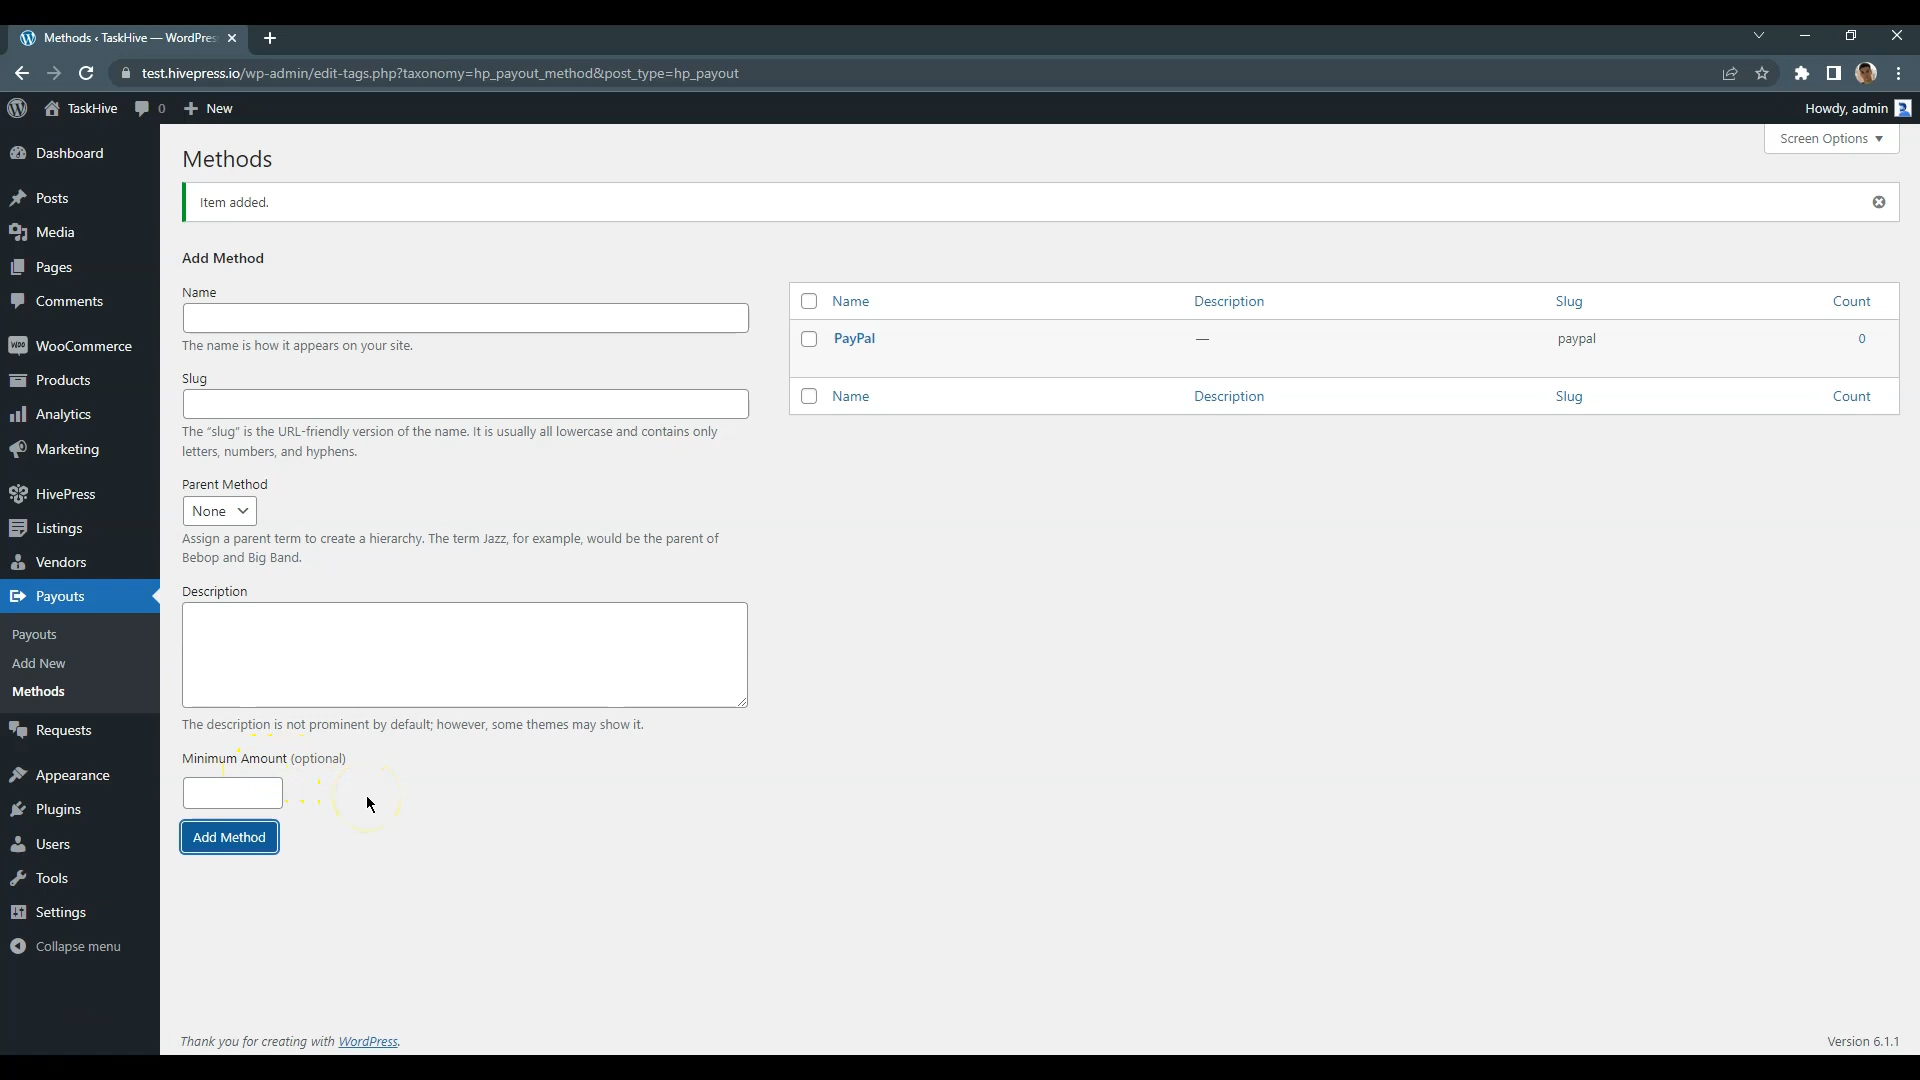 Methods ‹ TaskHive — WordPres
test.hivepress.io/wp-admin/edit-tags.php?taxonomy=hp_payout_method&post_type=hp_payout
TaskHive
0
New
Howdy, admin
Dashboard
Posts
Media
Pages
Comments
WooCommerce
Products
Analytics
Marketing
HivePress
Listings
Vendors
Payouts
Payouts
Add New
Methods
Requests
Appearance
Plugins
Users
Tools
Settings
Collapse menu
Screen Options
Methods
Item added.
Add Method
Name
The name is how it appears on your site.
Slug
The “slug” is the URL-friendly version of the name. It is usually all lowercase and contains only
letters, numbers, and hyphens.
Parent Method
None
Assign a parent term to create a hierarchy. The term Jazz, for example, would be the parent of
Bebop and Big Band.
Description
The description is not prominent by default; however, some themes may show it.
Minimum Amount (optional)
Add Method
Name Description Slug Count
PayPal — paypal 0
Name Description Slug Count
Thank you for creating with WordPress.
Version 6.1.1